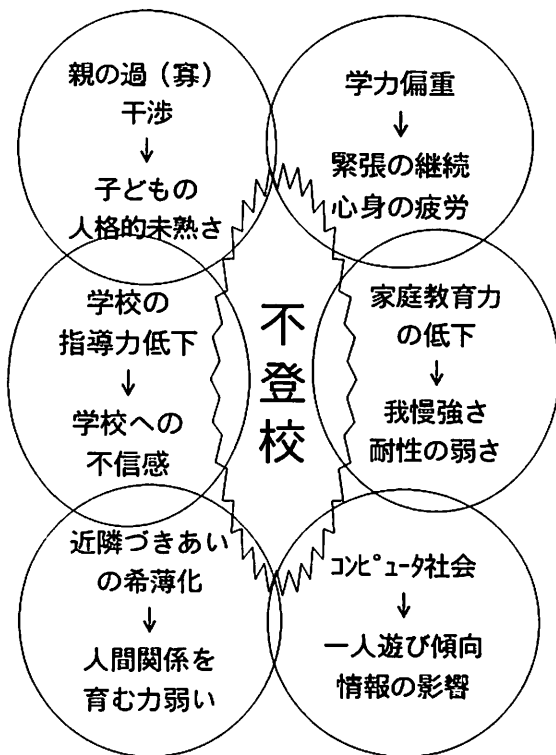 親の過（寡）
干渉
↓
子どもの
人格的未熟さ
学力偏重
↓
緊張の継続
心身の疲労
学校の
指導力低下
↓
学校への
不信感
不登校
家庭教育力
の低下
↓
我慢強さ
耐性の弱さ
近隣づきあい
の希薄化
↓
人間関係を
育む力弱い
コンピュータ社会
↓
一人遊び傾向
情報の影響